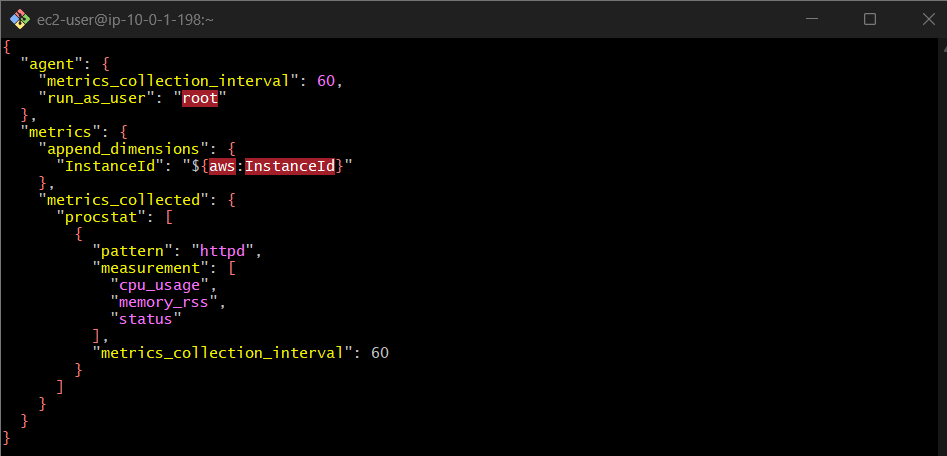 ec2-user@ip-10-0-1-198:~
{
  "agent": {
    "metrics_collection_interval": 60,
    "run_as_user": "root"
  },
  "metrics": {
    "append_dimensions": {
      "InstanceId": "${aws:InstanceId}"
    },
    "metrics_collected": {
      "procstat": [
        {
          "pattern": "httpd",
          "measurement": [
            "cpu_usage",
            "memory_rss",
            "status"
          ],
          "metrics_collection_interval": 60
        }
      ]
    }
  }
}